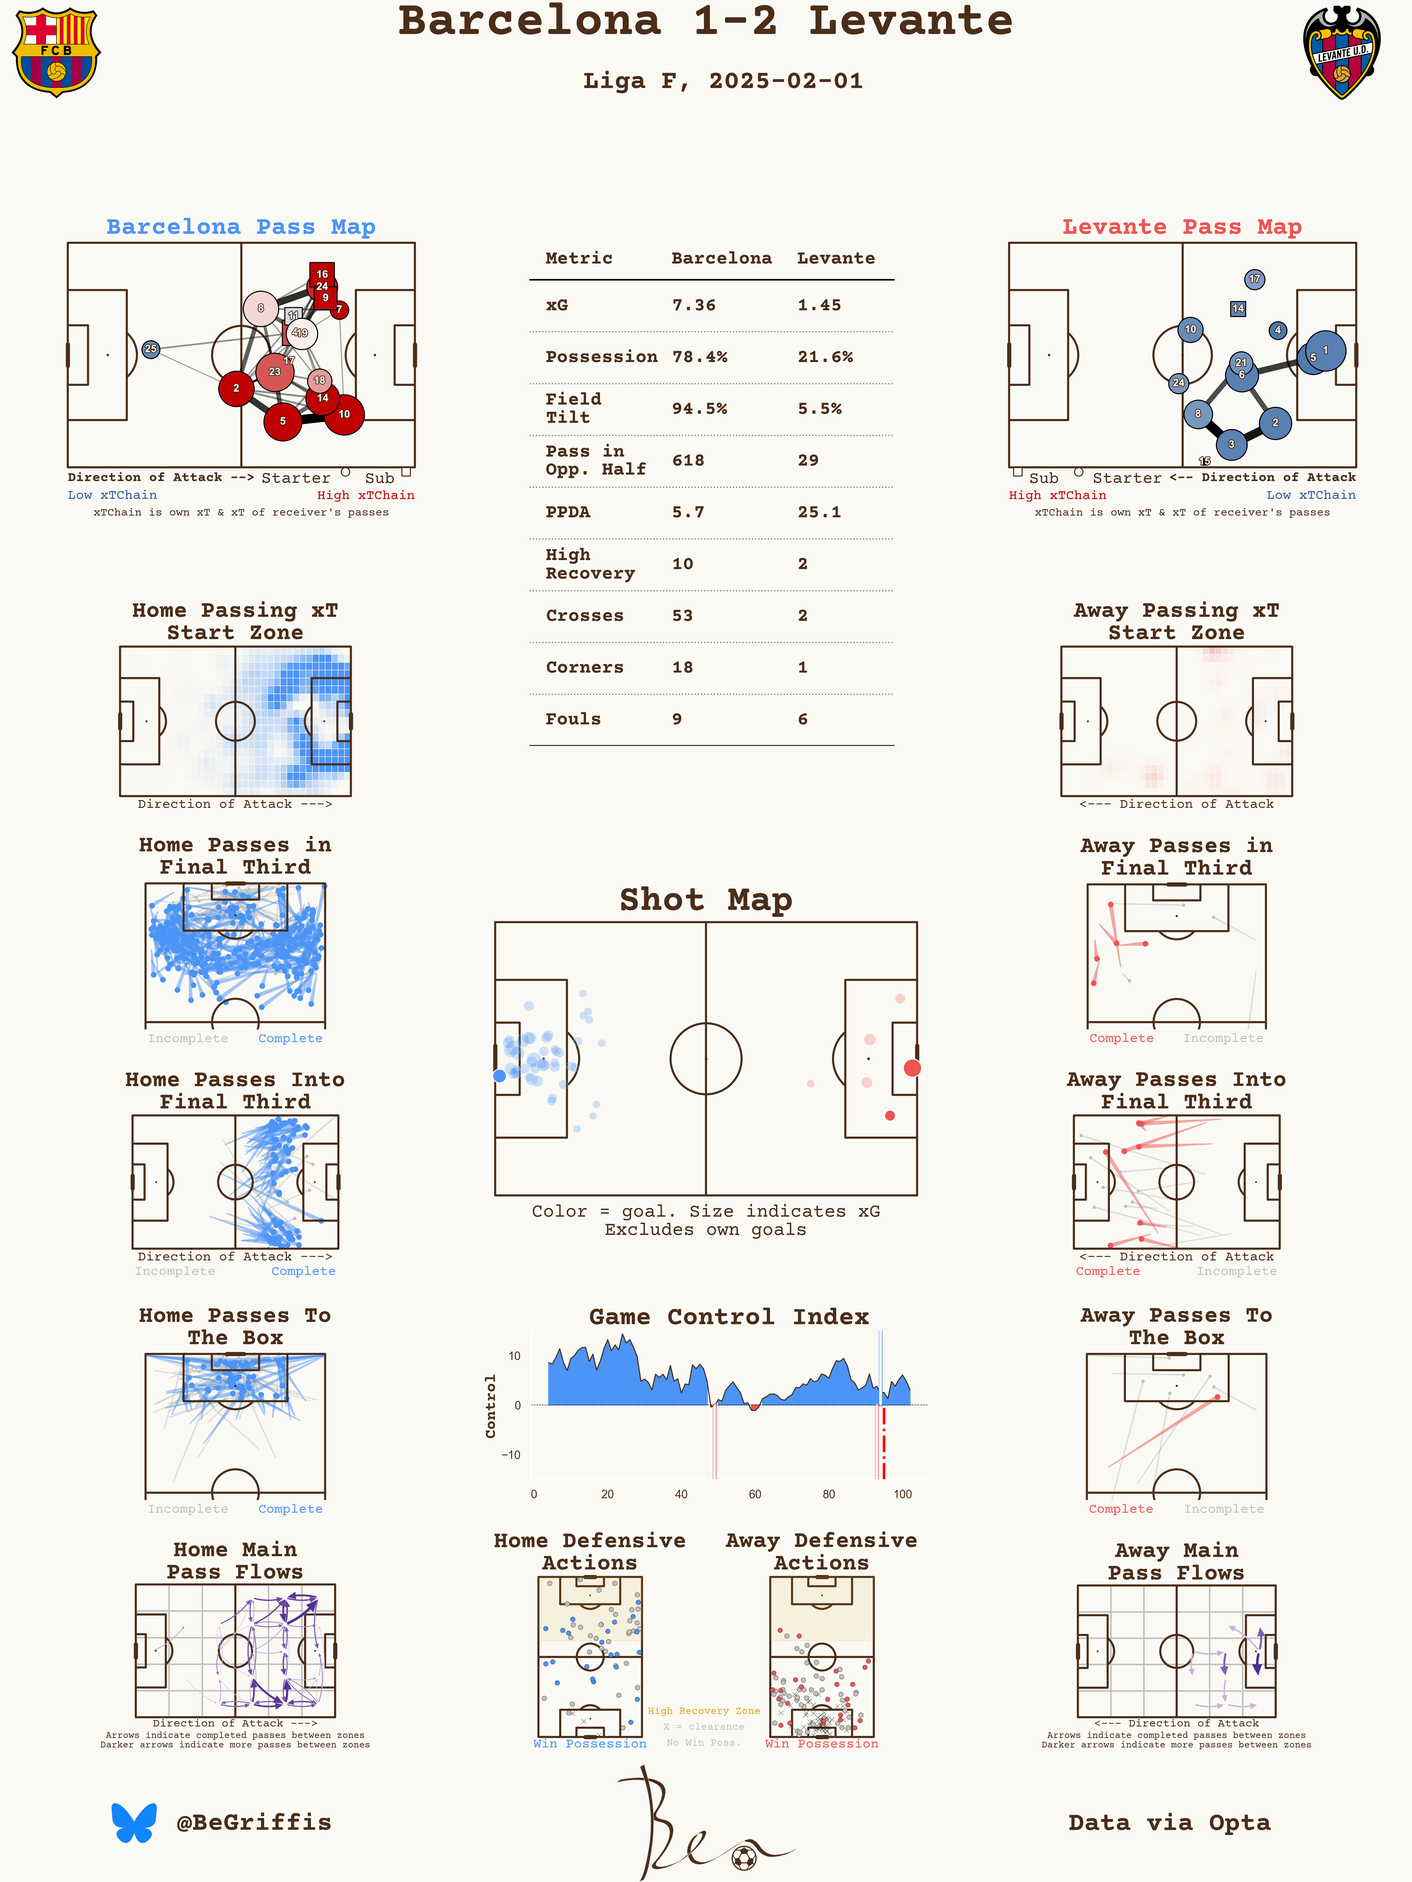 Barcelona 1-2 Levante
Liga F, 2025-02-01
FCB
LEVANTE U.D.
Barcelona Pass Map
16
24
9
8
7
11
4
19
25
17
23
18
2
14
10
5
Direction of Attack --> Starter Sub
Low xTChain High xTChain
xTChain is own xT & xT of receiver's passes
Metric Barcelona Levante
xG 7.36 1.45
Possession 78.4% 21.6%
Field
Tilt 94.5% 5.5%
Pass in
Opp. Half 618 29
PPDA 5.7 25.1
High
Recovery 10 2
Crosses 53 2
Corners 18 1
Fouls 9 6
Levante Pass Map
17
14
10
4
1
5
21
6
24
8
2
3
15
Sub Starter <-- Direction of Attack
High xTChain Low xTChain
xTChain is own xT & xT of receiver's passes
Home Passing xT
Start Zone
Direction of Attack --->
Away Passing xT
Start Zone
<--- Direction of Attack
Home Passes in
Final Third
Incomplete Complete
Away Passes in
Final Third
Complete Incomplete
Shot Map
Color = goal. Size indicates xG
Excludes own goals
Home Passes Into
Final Third
Direction of Attack --->
Incomplete Complete
Away Passes Into
Final Third
<--- Direction of Attack
Complete Incomplete
Home Passes To
The Box
Incomplete Complete
Game Control Index
Control
10
0
−10
0 20 40 60 80 100
Away Passes To
The Box
Complete Incomplete
Home Main
Pass Flows
Direction of Attack --->
Arrows indicate completed passes between zones
Darker arrows indicate more passes between zones
Home Defensive
Actions
Win Possession
High Recovery Zone
X = clearance
No Win Poss.
Away Defensive
Actions
Win Possession
Away Main
Pass Flows
<--- Direction of Attack
Arrows indicate completed passes between zones
Darker arrows indicate more passes between zones
@BeGriffis
Data via Opta